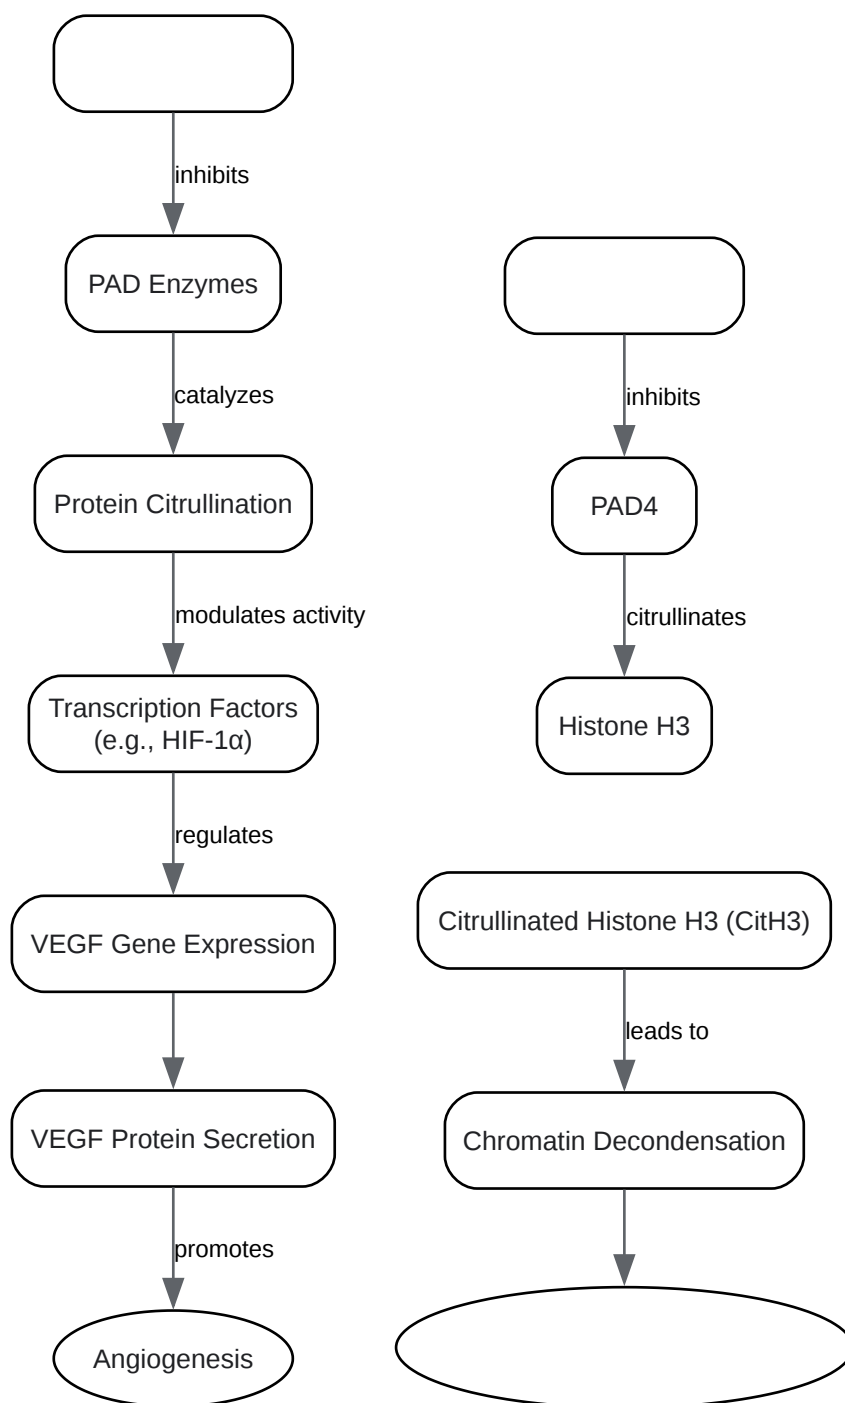 inhibits
PAD Enzymes
catalyzes
Protein Citrullination
modulates activity
Transcription Factors
(e.g., HIF-1α)
regulates
VEGF Gene Expression
VEGF Protein Secretion
promotes
Angiogenesis
inhibits
PAD4
citrullinates
Histone H3
Citrullinated Histone H3 (CitH3)
leads to
Chromatin Decondensation